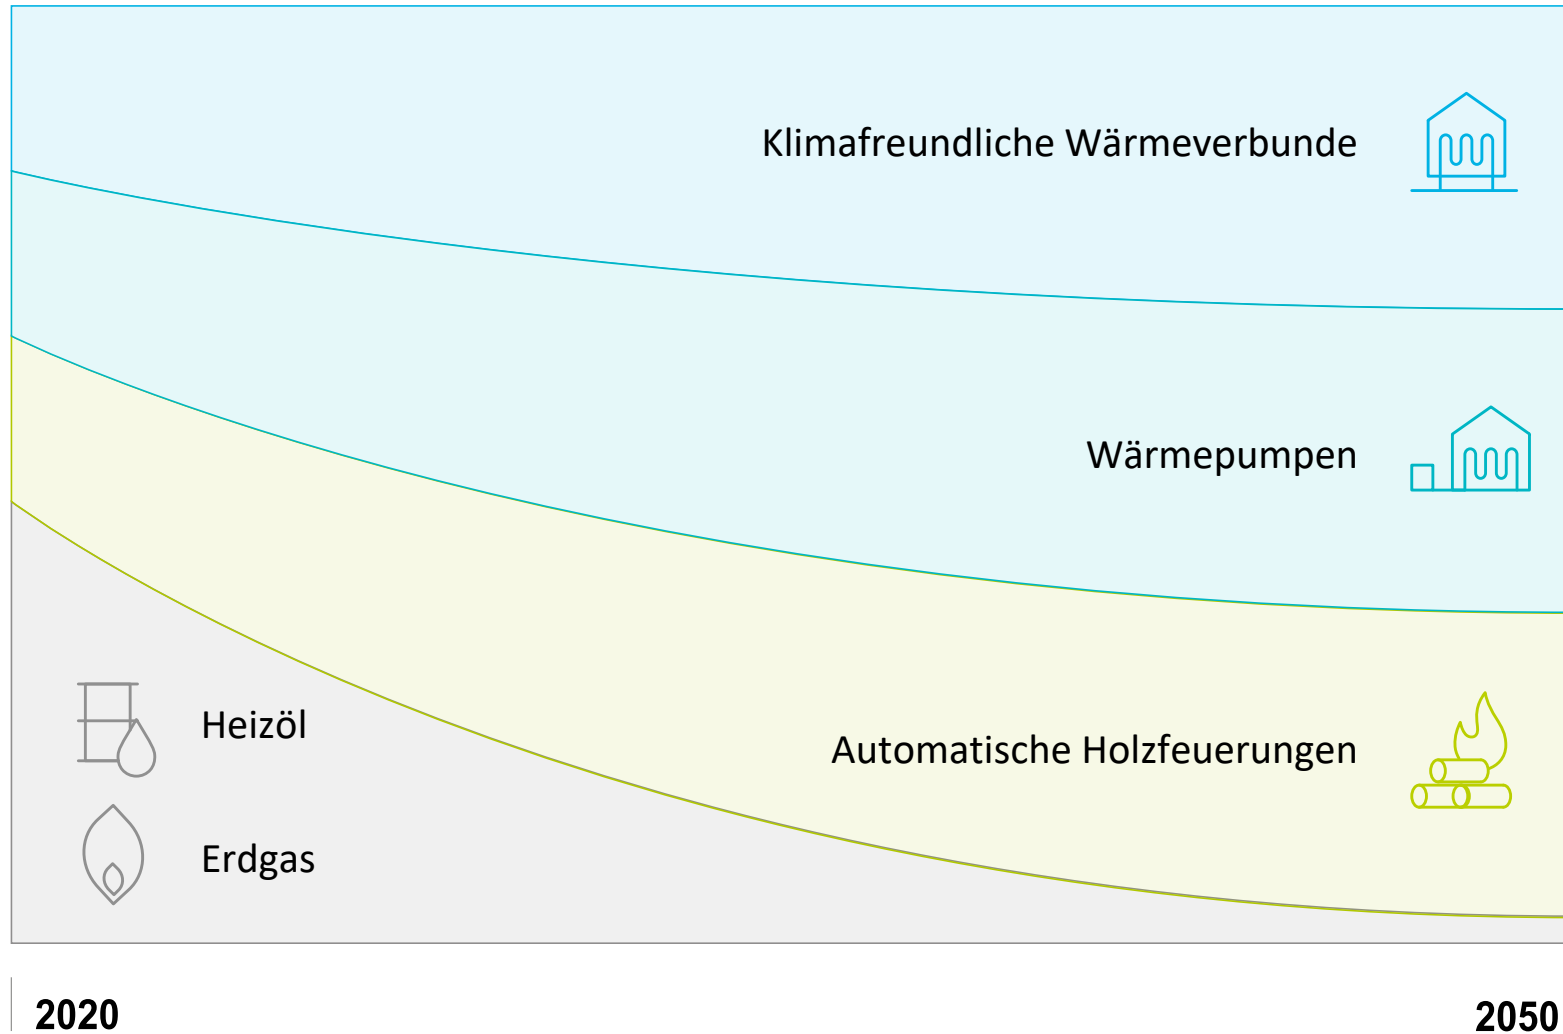 Klimafreundliche Wärmeverbunde
Wärmepumpen
Heizöl
Automatische Holzfeuerungen
Erdgas
2020
2050